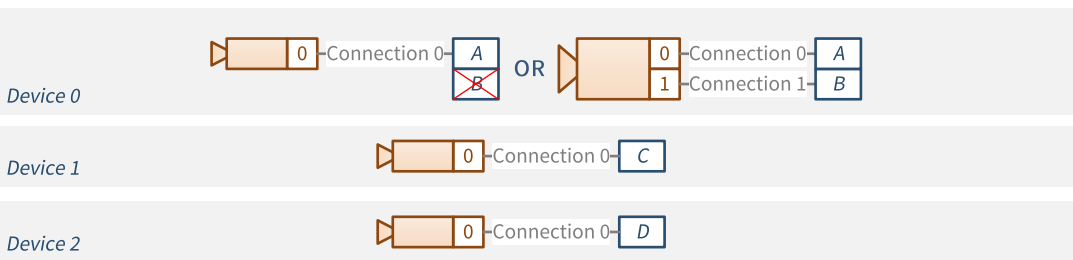 0 Connection 0 A
B
OR
0 Connection 0 A
1 Connection 1 B
Device 0
0 Connection 0 C
Device 1
0 Connection 0 D
Device 2